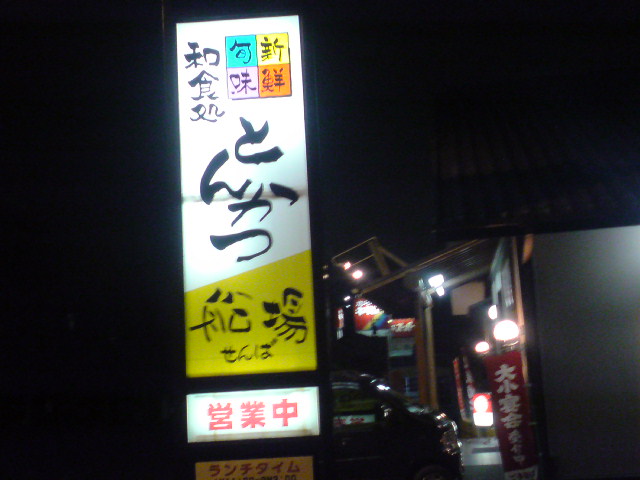 新鮮
旬味
和食処
とんかつ
船場
せんば
営業中
ランチタイム
大小宴会